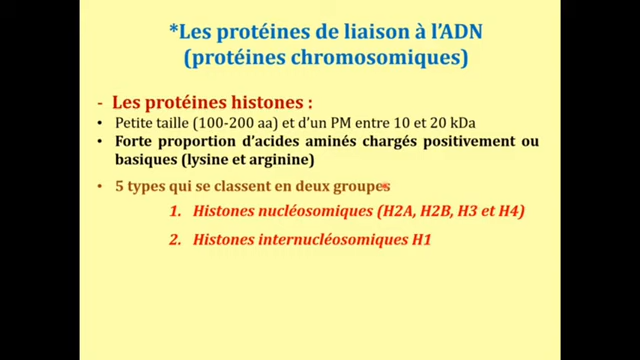 *Les protéines de liaison à l'ADN
(protéines chromosomiques)
- Les protéines histones :
• Petite taille (100-200 aa) et d'un PM entre 10 et 20 kDa
• Forte proportion d'acides aminés chargés positivement ou
basiques (lysine et arginine)
• 5 types qui se classent en deux groupes
1. Histones nucléosomiques (H2A, H2B, H3 et H4)
2. Histones internucléosomiques H1